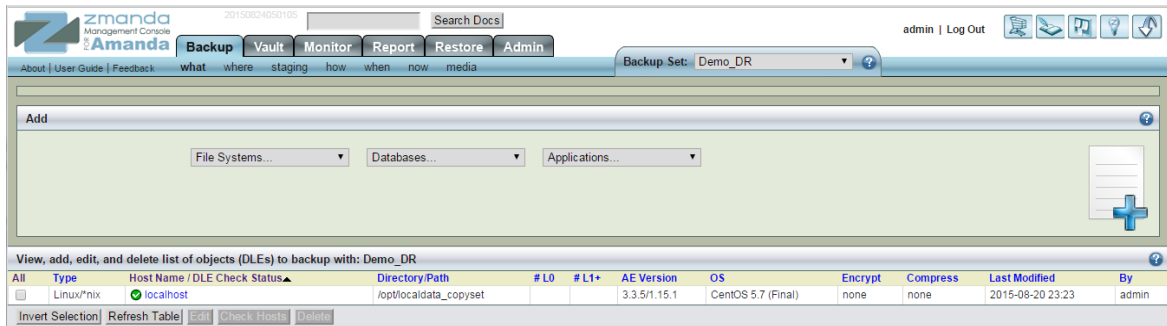 zmanda
Management Console
FOR Amanda
20150824050105
Search Docs
admin | Log Out
Backup Vault Monitor Report Restore Admin
About | User Guide | Feedback
what where staging how when now media
Backup Set: Demo_DR
Add
File Systems... Databases... Applications...
View, add, edit, and delete list of objects (DLEs) to backup with: Demo_DR
All Type Host Name / DLE Check Status Directory/Path # L0 # L1+ AE Version OS Encrypt Compress Last Modified By
Linux/*nix localhost /opt/localdata_copyset 3.3.5/1.15.1 CentOS 5.7 (Final) none none 2015-08-20 23:23 admin
Invert Selection Refresh Table Edit Check Hosts Delete